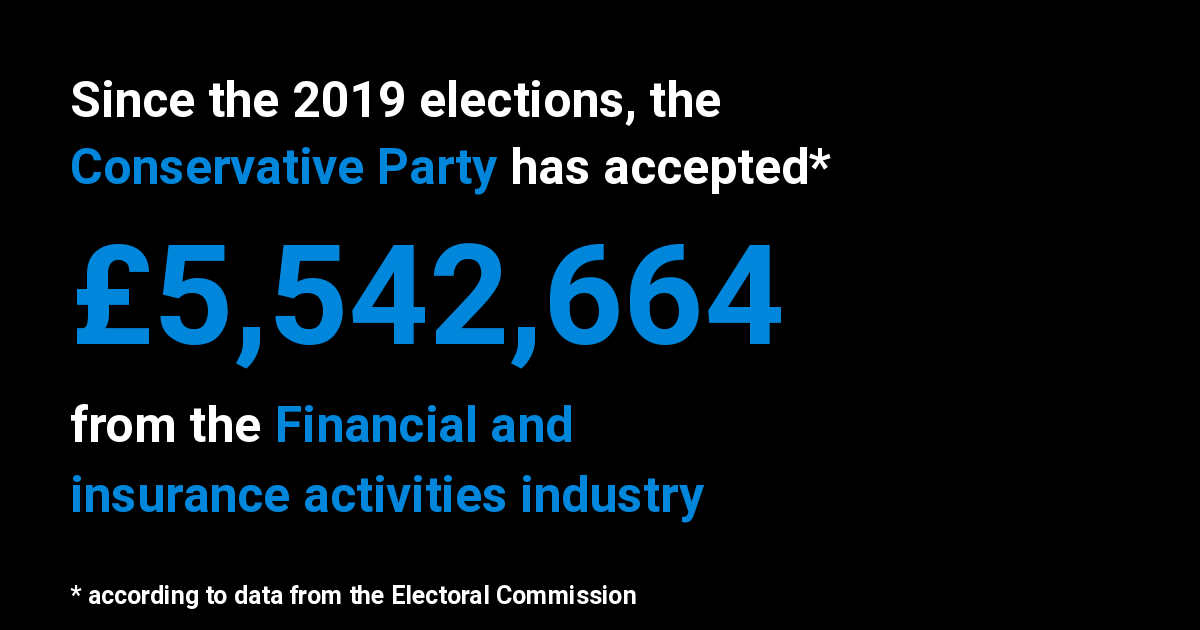 Since the 2019 elections, the
Conservative Party has accepted*
£5,542,664
from the Financial and
insurance activities industry
* according to data from the Electoral Commission